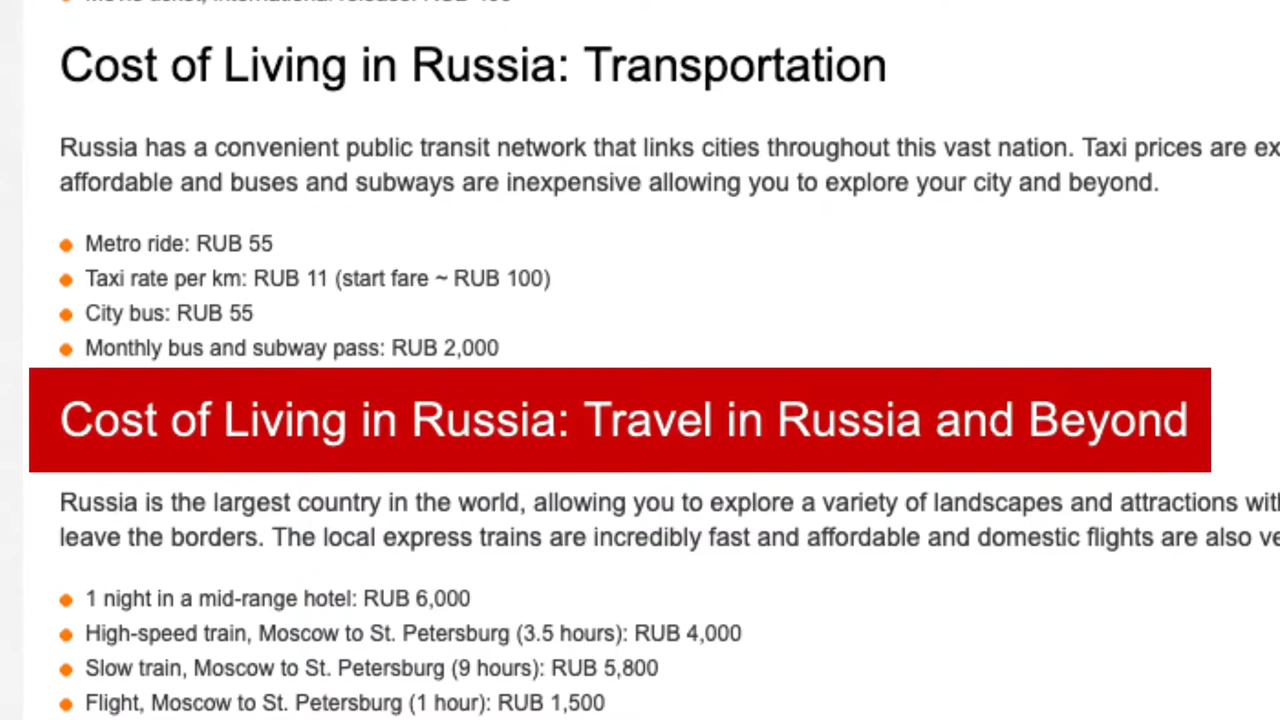 Cost of Living in Russia: Transportation
Russia has a convenient public transit network that links cities throughout this vast nation. Taxi prices are
affordable and buses and subways are inexpensive allowing you to explore your city and beyond.
Metro ride: RUB 55
Taxi rate per km: RUB 11 (start fare ~ RUB 100)
City bus: RUB 55
Monthly bus and subway pass: RUB 2,000
Cost of Living in Russia: Travel in Russia and Beyond
Russia is the largest country in the world, allowing you to explore a variety of landscapes and attractions
leave the borders. The local express trains are incredibly fast and affordable and domestic flights are also
1 night in a mid-range hotel: RUB 6,000
High-speed train, Moscow to St. Petersburg (3.5 hours): RUB 4,000
Slow train, Moscow to St. Petersburg (9 hours): RUB 5,800
Flight, Moscow to St. Petersburg (1 hour): RUB 1,500